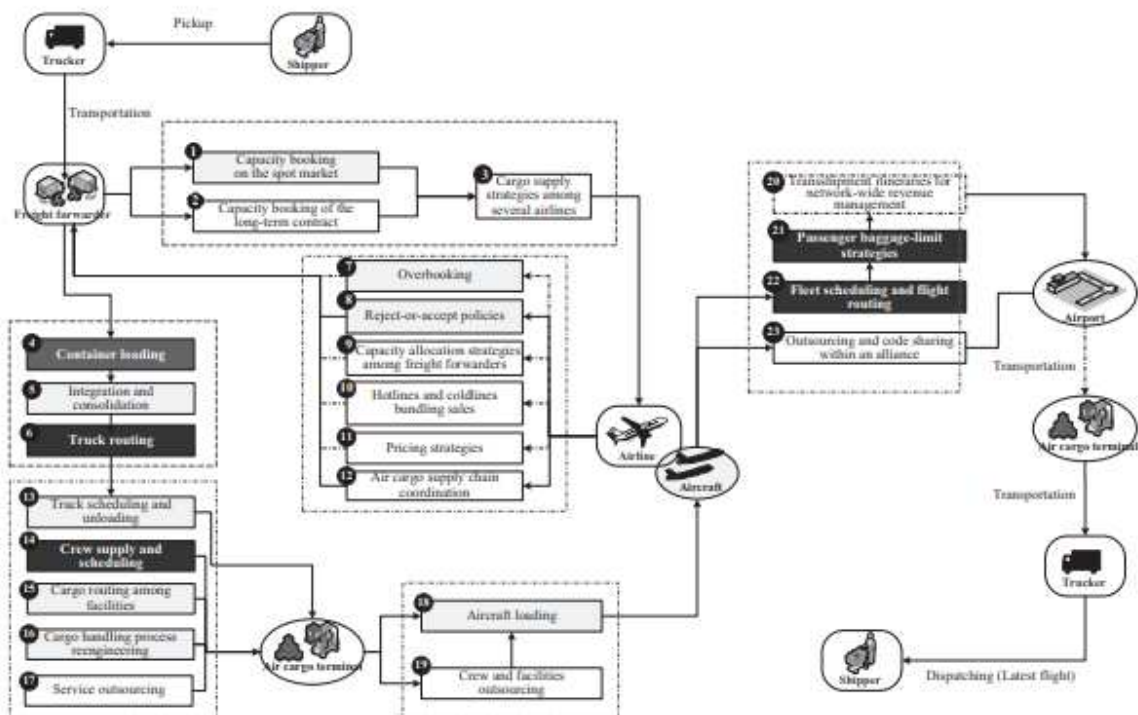 Pickup
Trucker
Shipper
Transportation
Freight farwarder
1
Capacity booking
on the spot market
2
Capacity booking of the
long-term contract
3
Cargo supply
strategies among
several airlines
4
Container loading
5
Integration and
consolidation
6
Truck routing
7
Overbooking
8
Reject-or-accept policies
9
Capacity allocation strategies
among freight forwarders
10
Hotlines and coldlines
bundling sales
11
Pricing strategies
12
Air cargo supply chain
coordination
Airline
Aircraft
13
Truck scheduling and
unloading
14
Crew supply and
scheduling
15
Cargo routing among
facilities
16
Cargo handling process
reengineering
17
Service outsourcing
Air cargo terminal
18
Aircraft loading
19
Crew and facilities
outsourcing
20
Transshipment itineraries for
network-wide revenue
management
21
Passenger baggage-limit
strategies
22
Fleet scheduling and flight
routing
23
Outsourcing and code sharing
within an alliance
Airport
Transportation
Air cargo terminal
Transportation
Trucker
Shipper
Dispatching (Latest flight)